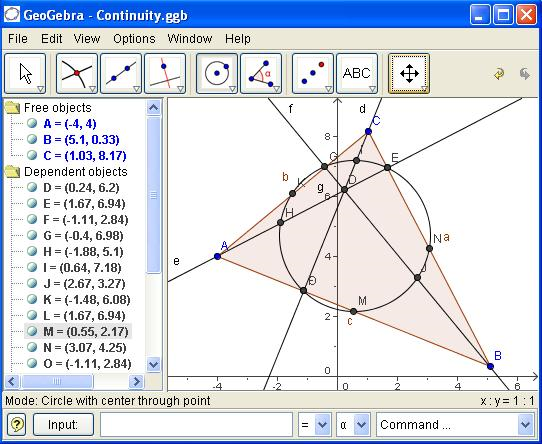 GeoGebra - Continuity.ggb
File Edit View Options Window Help
ABC
Free objects
A = (-4, 4)
B = (5.1, 0.33)
C = (1.03, 8.17)
Dependent objects
D = (0.24, 6.2)
E = (1.67, 6.94)
F = (-1.11, 2.84)
G = (-0.4, 6.98)
H = (-1.88, 5.1)
I = (0.64, 7.18)
J = (2.67, 3.27)
K = (-1.48, 6.08)
L = (1.67, 6.94)
M = (0.55, 2.17)
N = (3.07, 4.25)
O = (-1.11, 2.84)
f d
C
8
G I E
b K g D
6
H
A N a
e 4
J
O
M
2 c
B
0
-4 -2 0 2 4 6
Mode: Circle with center through point x : y = 1 : 1
? Input: = α Command ...